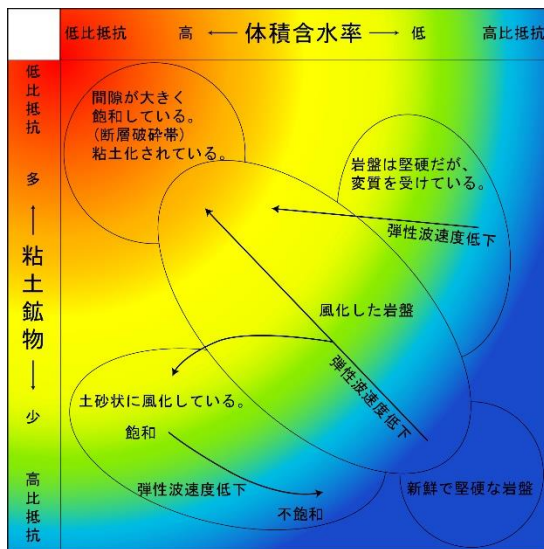 低比抵抗 高 ← 体積含水率 → 低 高比抵抗
低比抵抗
多
←
粘土鉱物
→
少
高比抵抗
間隙が大きく
飽和している。
(断層破砕帯)
粘土化されている。
岩盤は堅硬だが、
変質を受けている。
弾性波速度低下
風化した岩盤
弾性波速度低下
土砂状に風化している。
飽和
弾性波速度低下
不飽和
新鮮で堅硬な岩盤